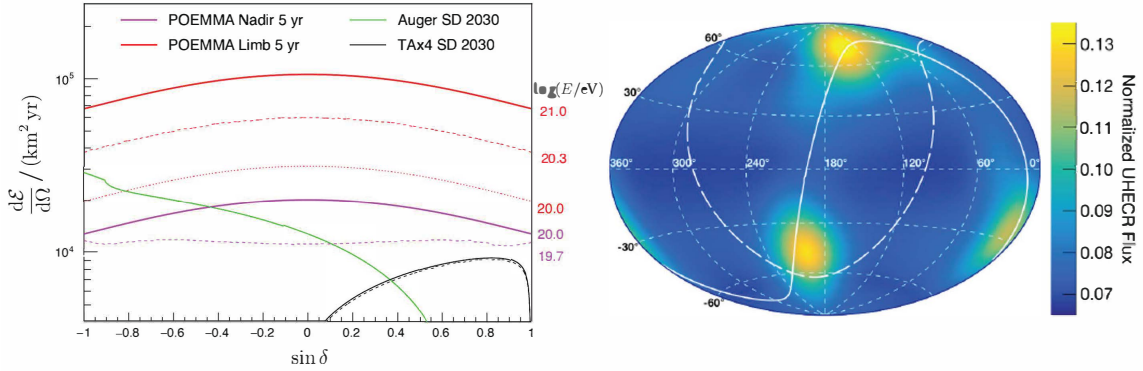 POEMMA Nadir 5 yr
Auger SD 2030
POEMMA Limb 5 yr
TAx4 SD 2030
10⁵
10⁴
dℰ/dΩ / (km² yr)
log(E/eV)
21.0
20.3
20.0
20.0
19.7
-1 -0.8 -0.6 -0.4 -0.2 0 0.2 0.4 0.6 0.8 1
sin δ
60°
30°
360° 300° 240° 180° 120° 60° 0°
-30°
-60°
0.13
0.12
0.11
0.10
0.09
0.08
0.07
Normalized UHECR Flux